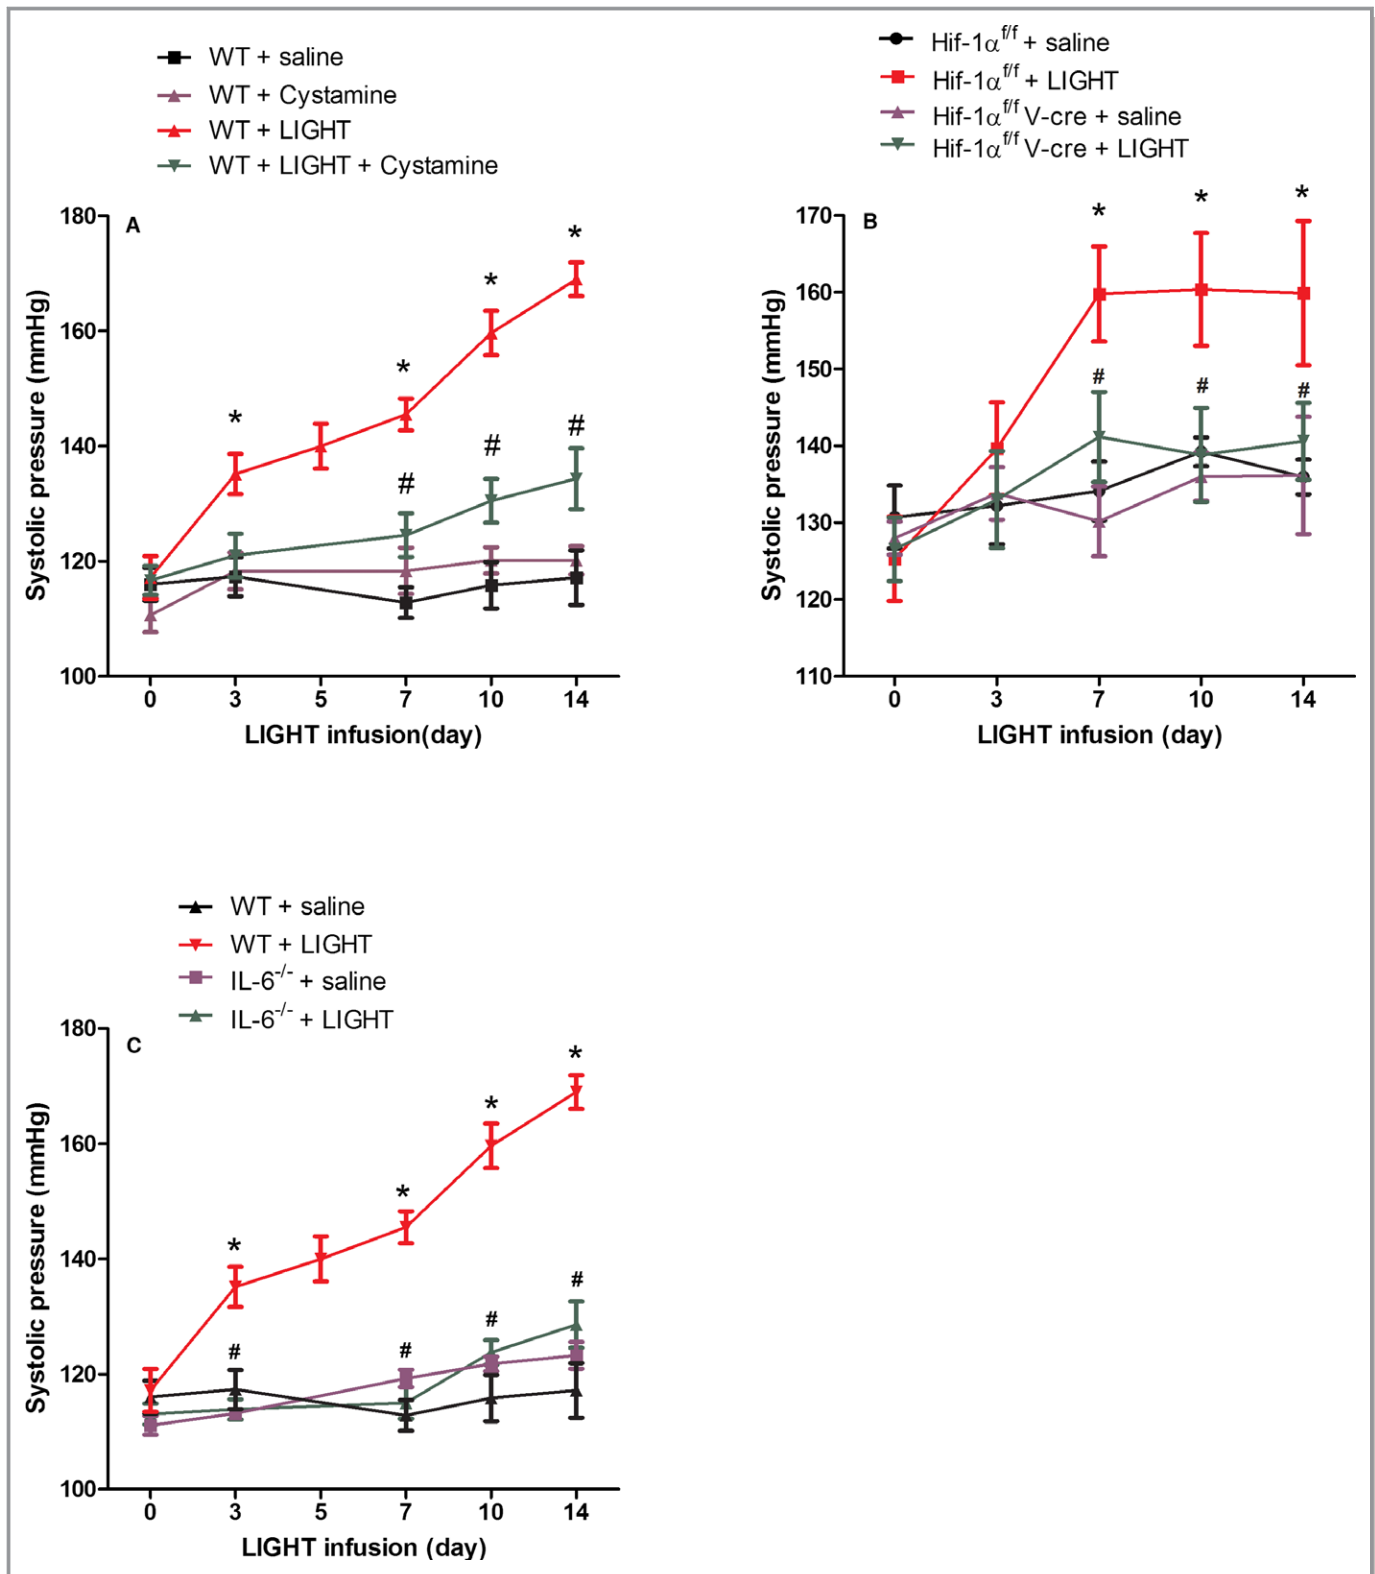 WT + saline
WT + Cystamine
WT + LIGHT
WT + LIGHT + Cystamine
A
180
160
140
120
100
Systolic pressure (mmHg)
* * * *
# # #
0 3 5 7 10 14
LIGHT infusion(day)
Hif-1α^f/f + saline
Hif-1α^f/f + LIGHT
Hif-1α^f/f V-cre + saline
Hif-1α^f/f V-cre + LIGHT
B
170
160
150
140
130
120
110
Systolic pressure (mmHg)
* * *
# # #
0 3 7 10 14
LIGHT infusion (day)
WT + saline
WT + LIGHT
IL-6^-/- + saline
IL-6^-/- + LIGHT
C
180
160
140
120
100
Systolic pressure (mmHg)
* * * *
# # # #
0 3 5 7 10 14
LIGHT infusion (day)